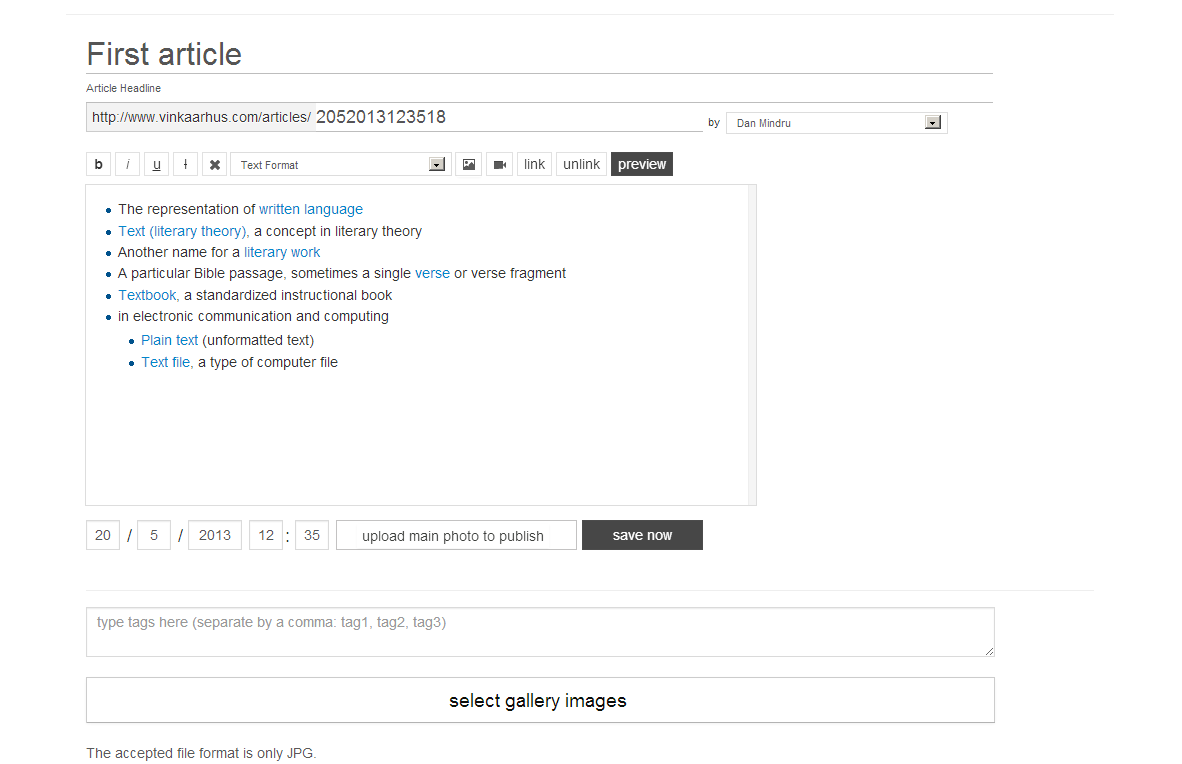 First article
Article Headline
http://www.vinkaarhus.com/articles/ 2052013123518 by Dan Mindru
b i u ł ✖ Text Format link unlink preview
The representation of written language
Text (literary theory), a concept in literary theory
Another name for a literary work
A particular Bible passage, sometimes a single verse or verse fragment
Textbook, a standardized instructional book
in electronic communication and computing
Plain text (unformatted text)
Text file, a type of computer file
20 / 5 / 2013 12 : 35 upload main photo to publish save now
type tags here (separate by a comma: tag1, tag2, tag3)
select gallery images
The accepted file format is only JPG.